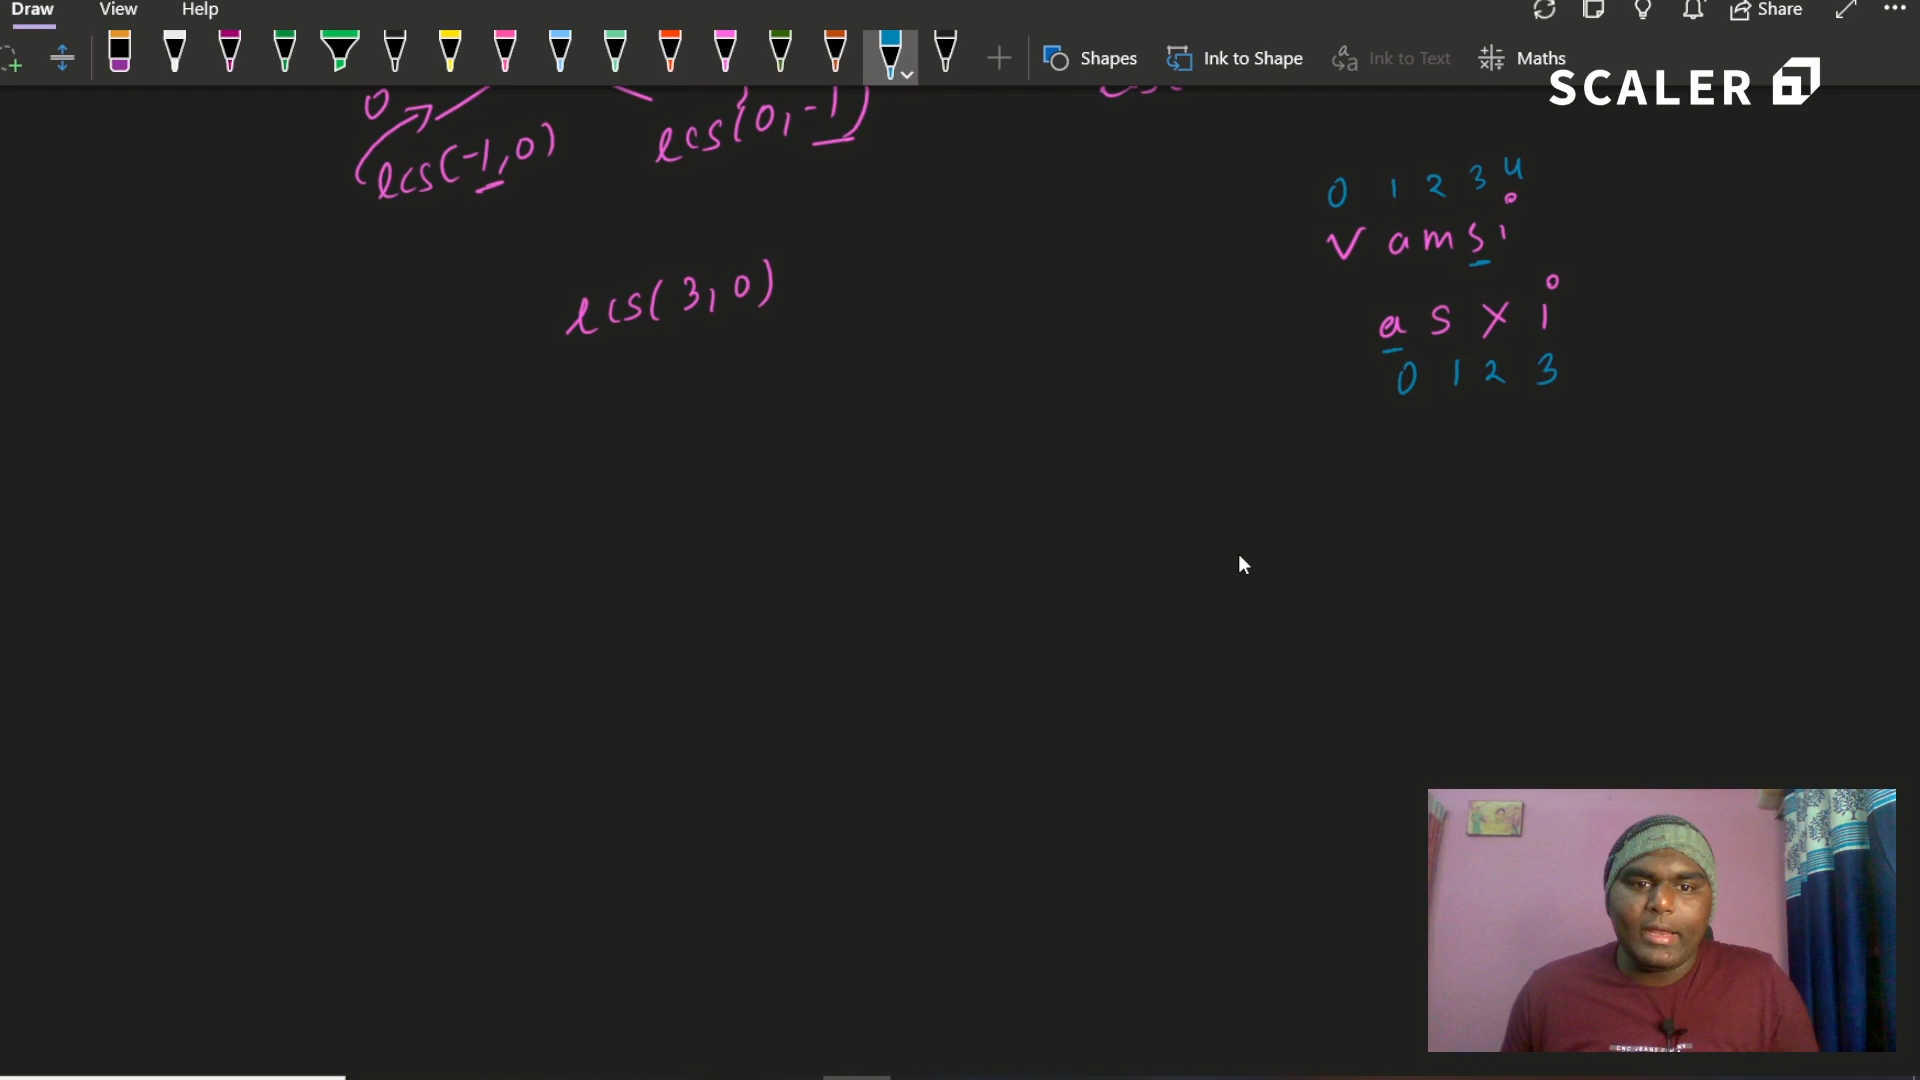 Draw View Help Share
Shapes Ink to Shape Ink to Text Maths
SCALER
0
lcs(-1,0) lcs(0,-1)
0 1 2 3 4
V a m s i
lcs(3,0)
a s x i
0 1 2 3